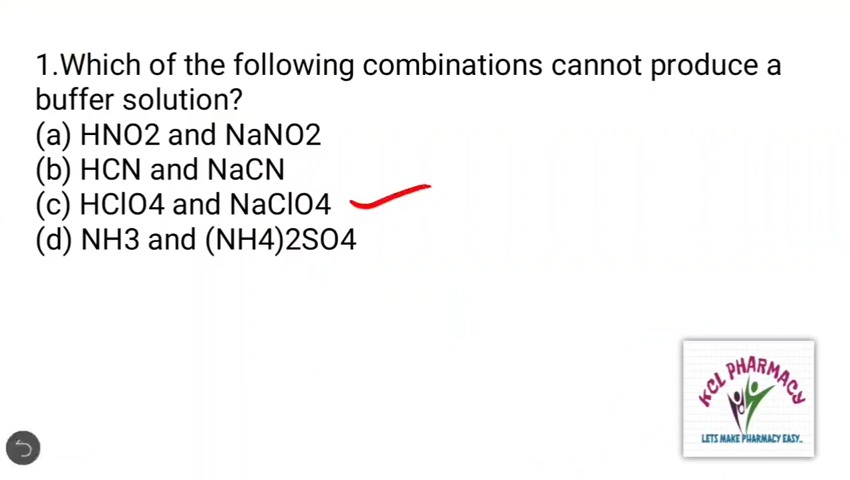 1.Which of the following combinations cannot produce a
buffer solution?
(a) HNO2 and NaNO2
(b) HCN and NaCN
(c) HClO4 and NaClO4
(d) NH3 and (NH4)2SO4
KCL PHARMACY
LETS MAKE PHARMACY EASY..